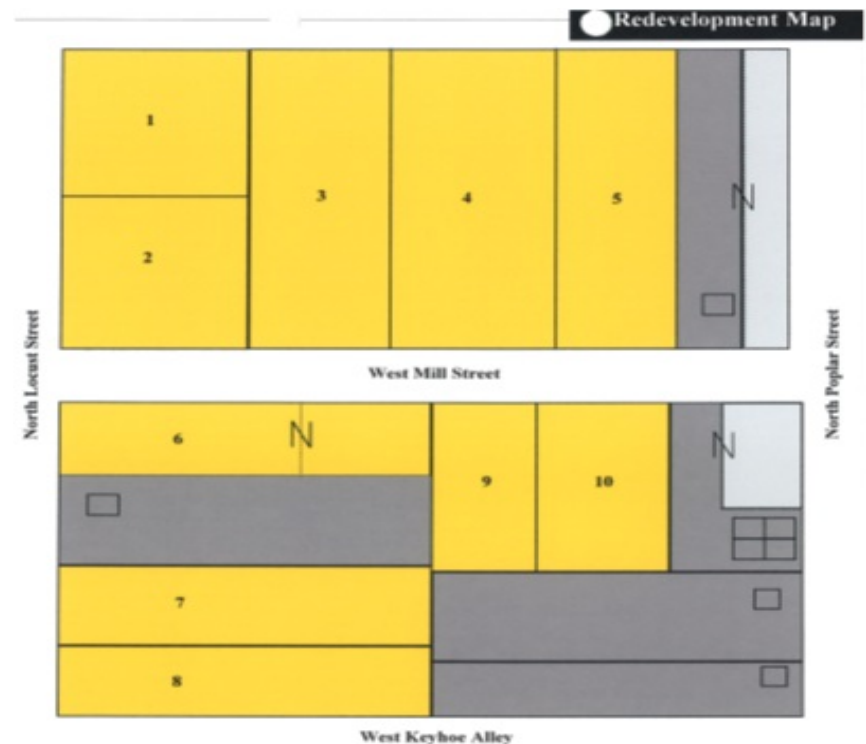 Redevelopment Map
1
3
4
5
N
2
North Locust Street
West Mill Street
North Poplar Street
6
N
N
9
10
7
8
West Keyhoe Alley